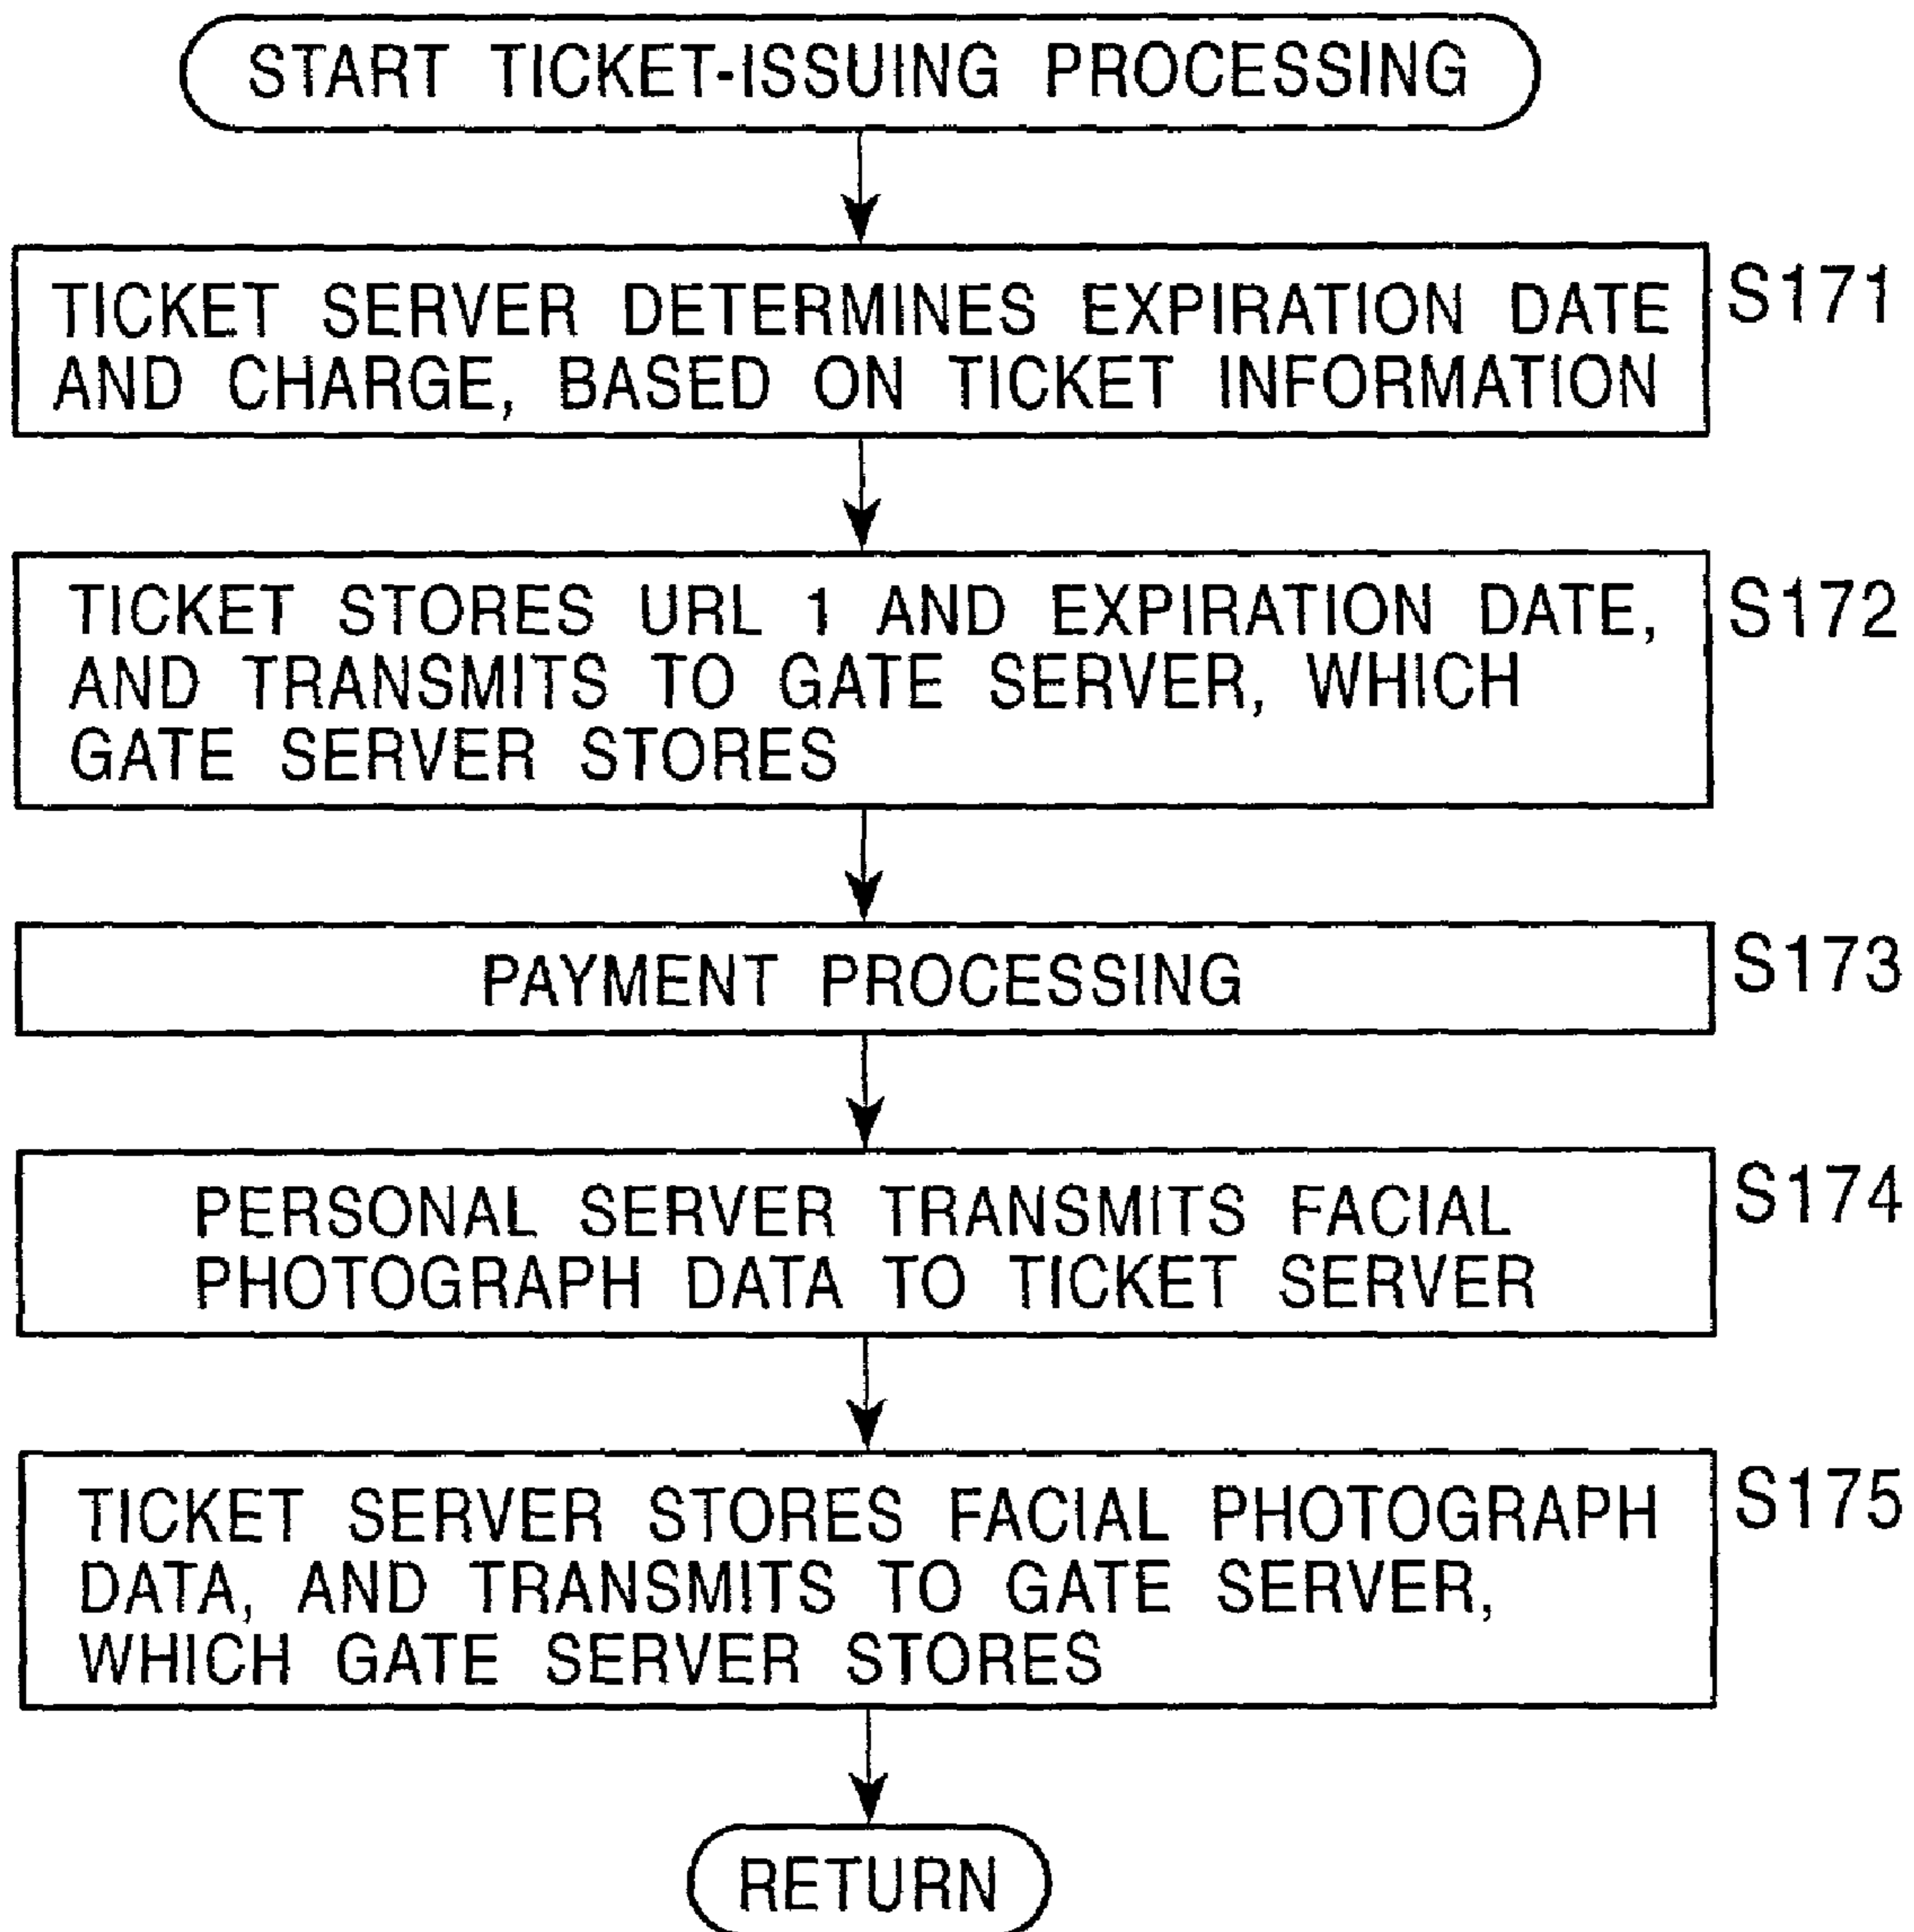 START TICKET-ISSUING PROCESSING
TICKET SERVER DETERMINES EXPIRATION DATE
AND CHARGE, BASED ON TICKET INFORMATION
S171
TICKET STORES URL 1 AND EXPIRATION DATE,
AND TRANSMITS TO GATE SERVER, WHICH
GATE SERVER STORES
S172
PAYMENT PROCESSING
S173
PERSONAL SERVER TRANSMITS FACIAL
PHOTOGRAPH DATA TO TICKET SERVER
S174
TICKET SERVER STORES FACIAL PHOTOGRAPH
DATA, AND TRANSMITS TO GATE SERVER,
WHICH GATE SERVER STORES
S175
RETURN